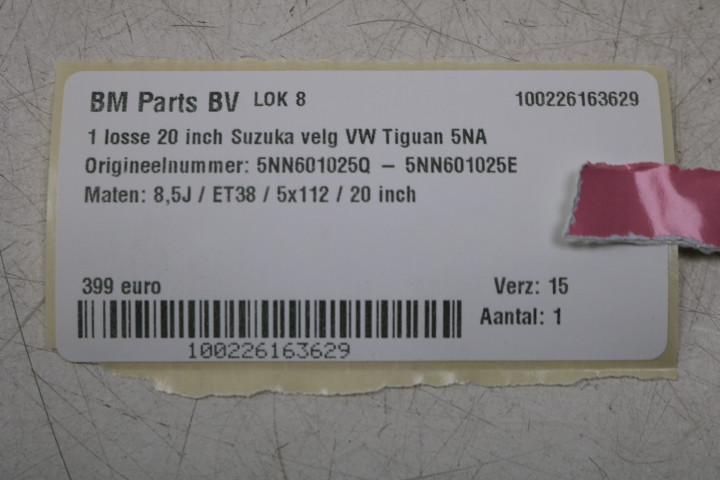 BM Parts BV LOK 8 100226163629
1 losse 20 inch Suzuka velg VW Tiguan 5NA
Origineelnummer: 5NN601025Q – 5NN601025E
Maten: 8,5J / ET38 / 5x112 / 20 inch
399 euro Verz: 15
Aantal: 1
100226163629